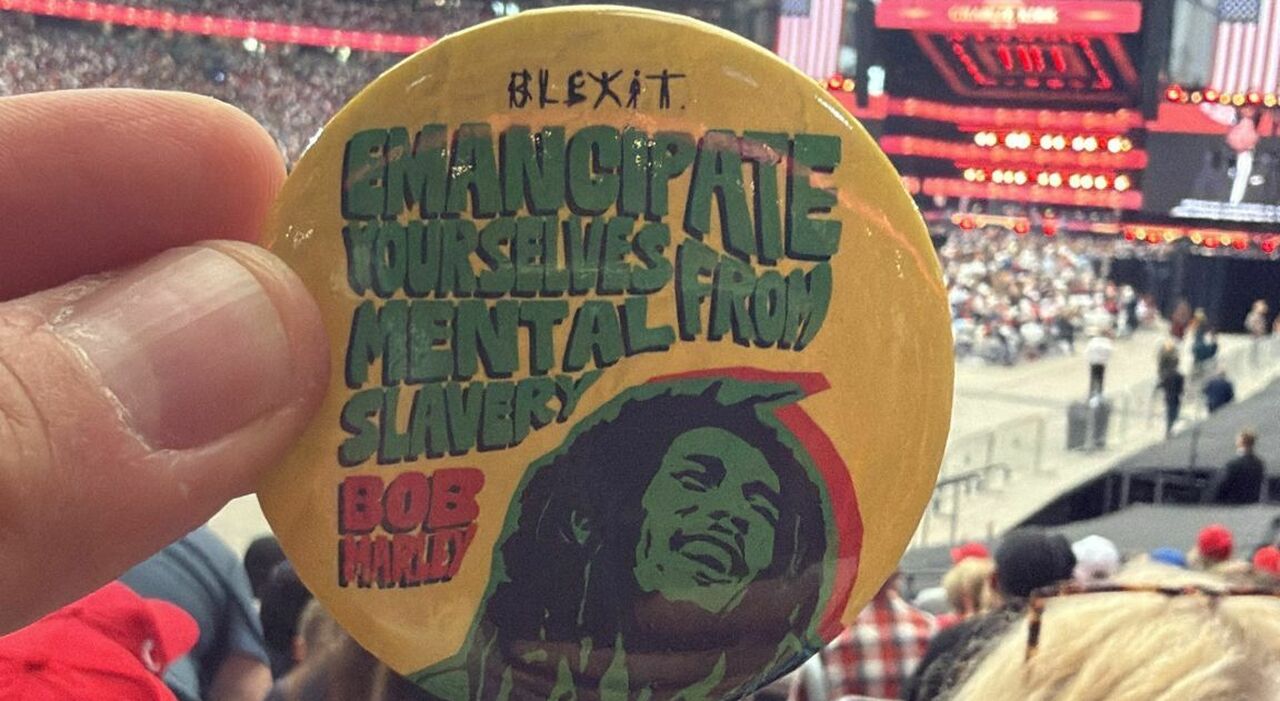 BLEXIT
EMANCIPATE
YOURSELVES FROM
MENTAL
SLAVERY
BOB
MARLEY